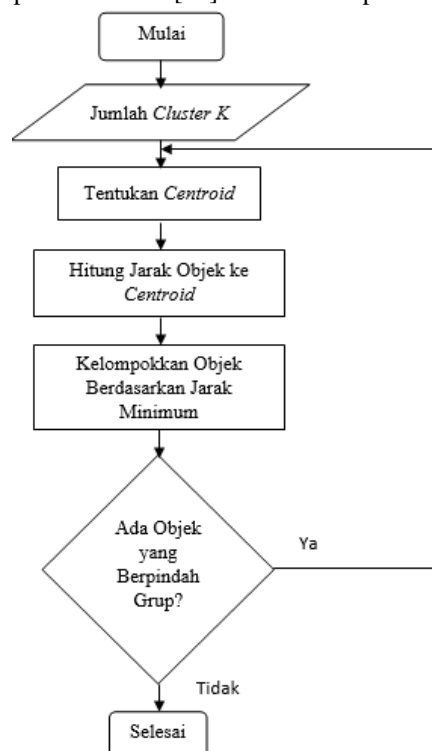 Mulai
Jumlah Cluster K
Tentukan Centroid
Hitung Jarak Objek ke
Centroid
Kelompokkan Objek
Berdasarkan Jarak
Minimum
Ada Objek
yang
Berpindah
Grup?
Ya
Tidak
Selesai